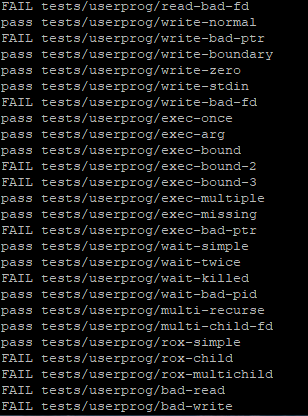 FAIL tests/userprog/read-bad-fd
pass tests/userprog/write-normal
FAIL tests/userprog/write-bad-ptr
pass tests/userprog/write-boundary
pass tests/userprog/write-zero
pass tests/userprog/write-stdin
FAIL tests/userprog/write-bad-fd
pass tests/userprog/exec-once
pass tests/userprog/exec-arg
pass tests/userprog/exec-bound
FAIL tests/userprog/exec-bound-2
FAIL tests/userprog/exec-bound-3
pass tests/userprog/exec-multiple
pass tests/userprog/exec-missing
FAIL tests/userprog/exec-bad-ptr
pass tests/userprog/wait-simple
pass tests/userprog/wait-twice
FAIL tests/userprog/wait-killed
pass tests/userprog/wait-bad-pid
pass tests/userprog/multi-recurse
pass tests/userprog/multi-child-fd
pass tests/userprog/rox-simple
FAIL tests/userprog/rox-child
FAIL tests/userprog/rox-multichild
FAIL tests/userprog/bad-read
FAIL tests/userprog/bad-write